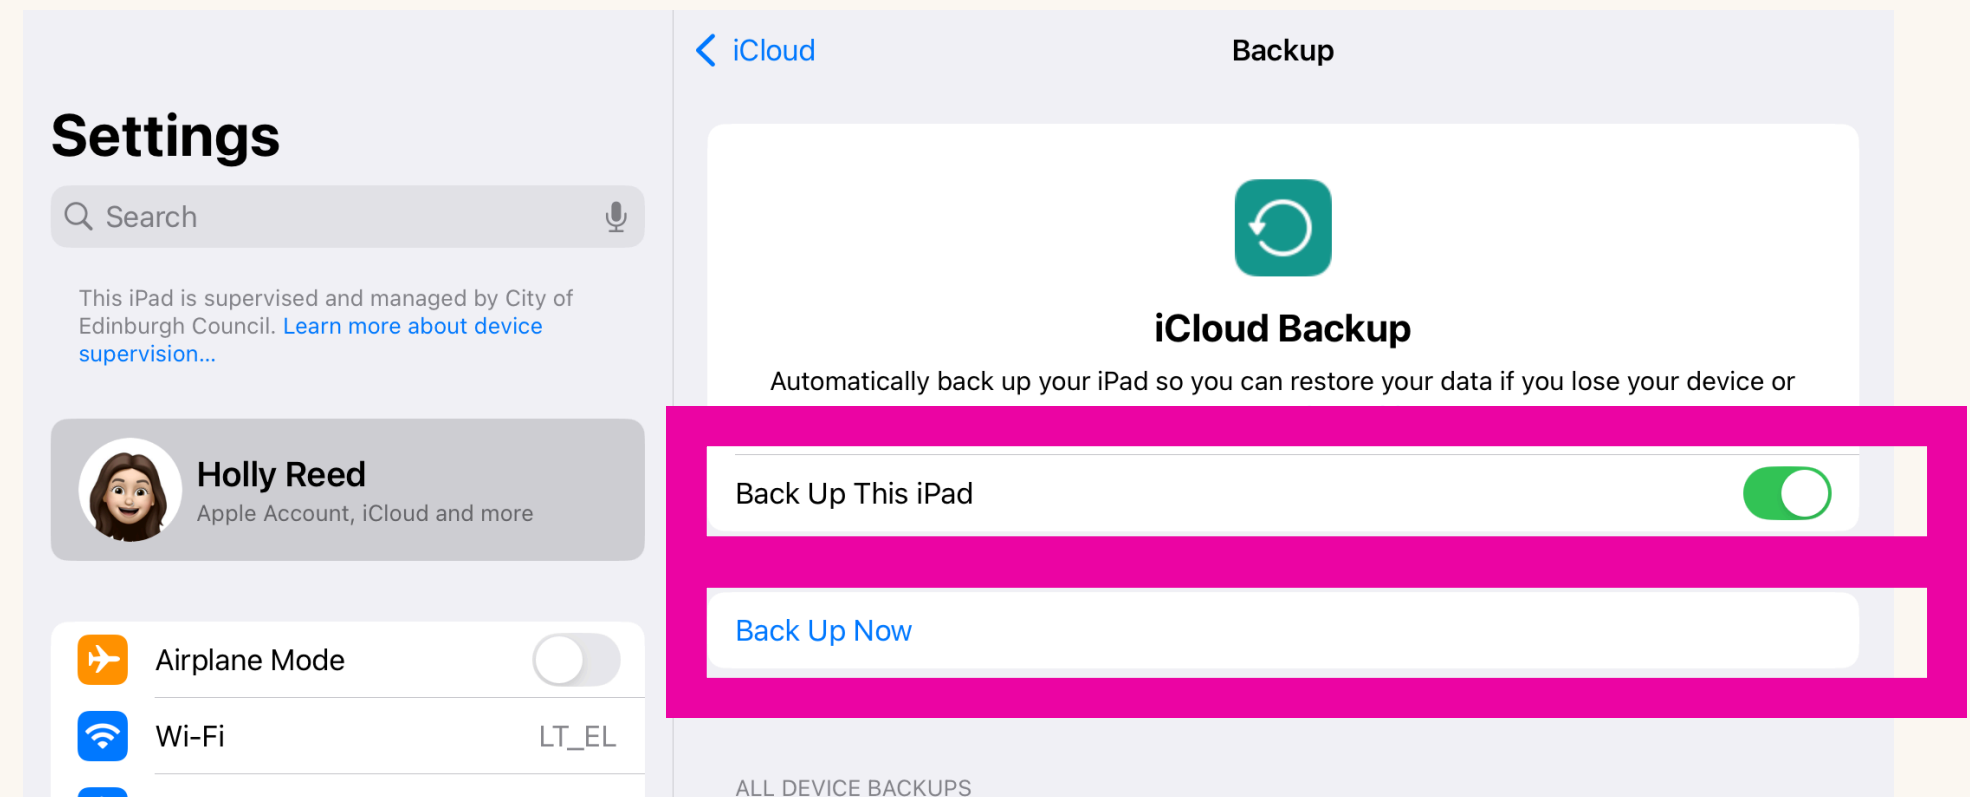 Settings
Search
This iPad is supervised and managed by City of
Edinburgh Council. Learn more about device
supervision...
Holly Reed
Apple Account, iCloud and more
Airplane Mode
Wi-Fi LT_EL
iCloud
Backup
iCloud Backup
Automatically back up your iPad so you can restore your data if you lose your device or
Back Up This iPad
Back Up Now
ALL DEVICE BACKUPS